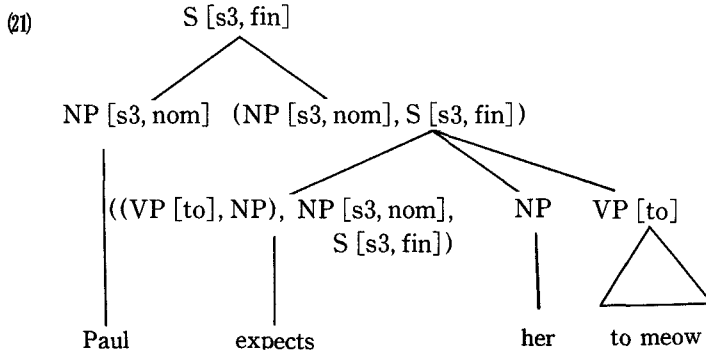 (21)
S [s3, fin]
NP [s3, nom] (NP [s3, nom], S [s3, fin])
((VP [to], NP), NP [s3, nom], NP VP [to]
S [s3, fin])
Paul expects her to meow